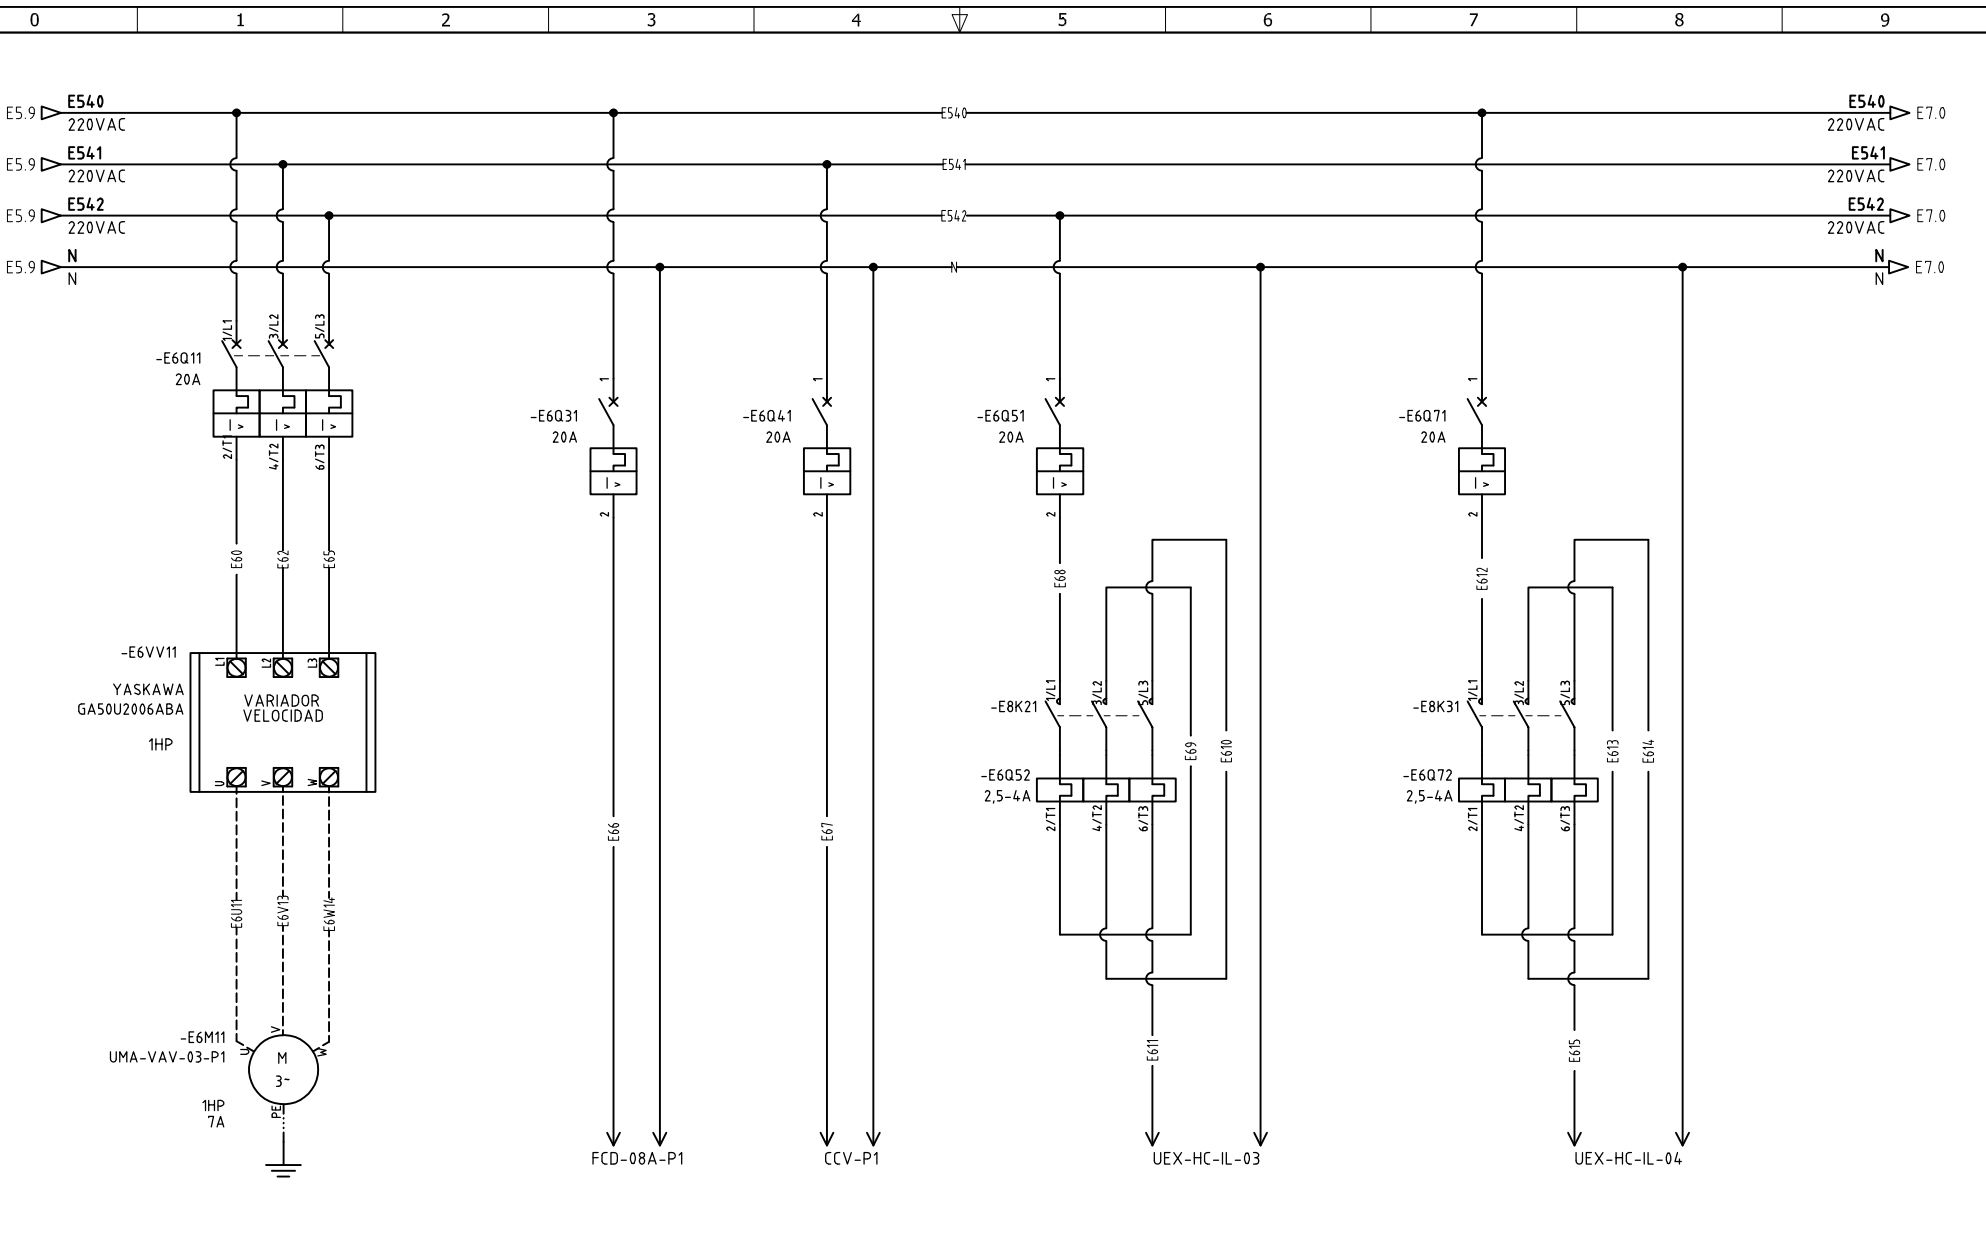 0 1 2 3 4 5 6 7 8 9
E540 E540
E5.9 E540 E7.0
220VAC 220VAC
E541 E541
E5.9 E541 E7.0
220VAC 220VAC
E542 E542
E5.9 E542 E7.0
220VAC 220VAC
N N
E5.9 N E7.0
N N
1/L1 3/L2 5/L3
-E6Q11
20A
I> I> I>
2/T1 4/T2 6/T3
1 1 1 1
-E6Q31 -E6Q41 -E6Q51 -E6Q71
20A 20A 20A 20A
I> I> I> I>
2 2 2 2
E60 E62 E65 E68 E612
-E6VV11
L1 L2 L3
YASKAWA
GA50U2006ABA
1HP
VARIADOR
VELOCIDAD
U V W
1/L1 3/L2 5/L3 1/L1 3/L2 5/L3
-E8K21 -E8K31
E69 E610 E613 E614
-E6Q52 -E6Q72
2,5-4A 2,5-4A
2/T1 4/T2 6/T3 2/T1 4/T2 6/T3
E66 E67
E6U11 E6V13 E6W14
-E6M11
UMA-VAV-03-P1
U V W
M
3~
1HP
7A
PE
E611 E615
FCD-08A-P1 CCV-P1 UEX-HC-IL-03 UEX-HC-IL-04